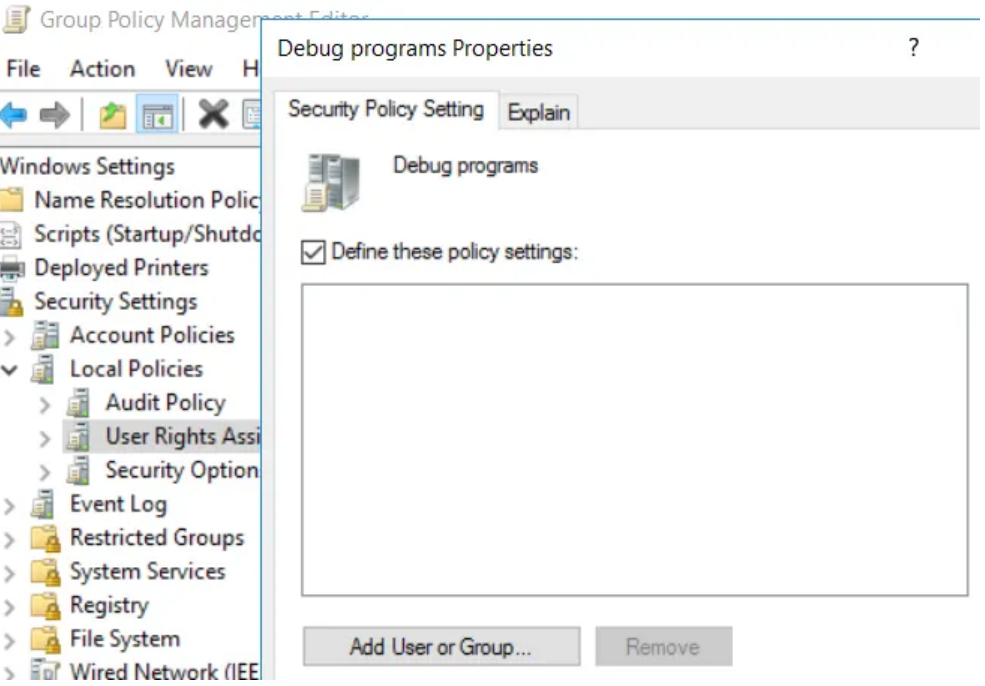 Group Policy Management Editor
File Action View H
Debug programs Properties
?
Security Policy Setting
Explain
Debug programs
Define these policy settings:
Add User or Group...
Remove
Windows Settings
Name Resolution Policy
Scripts (Startup/Shutdo
Deployed Printers
Security Settings
Account Policies
Local Policies
Audit Policy
User Rights Assi
Security Option
Event Log
Restricted Groups
System Services
Registry
File System
Wired Network (IEE